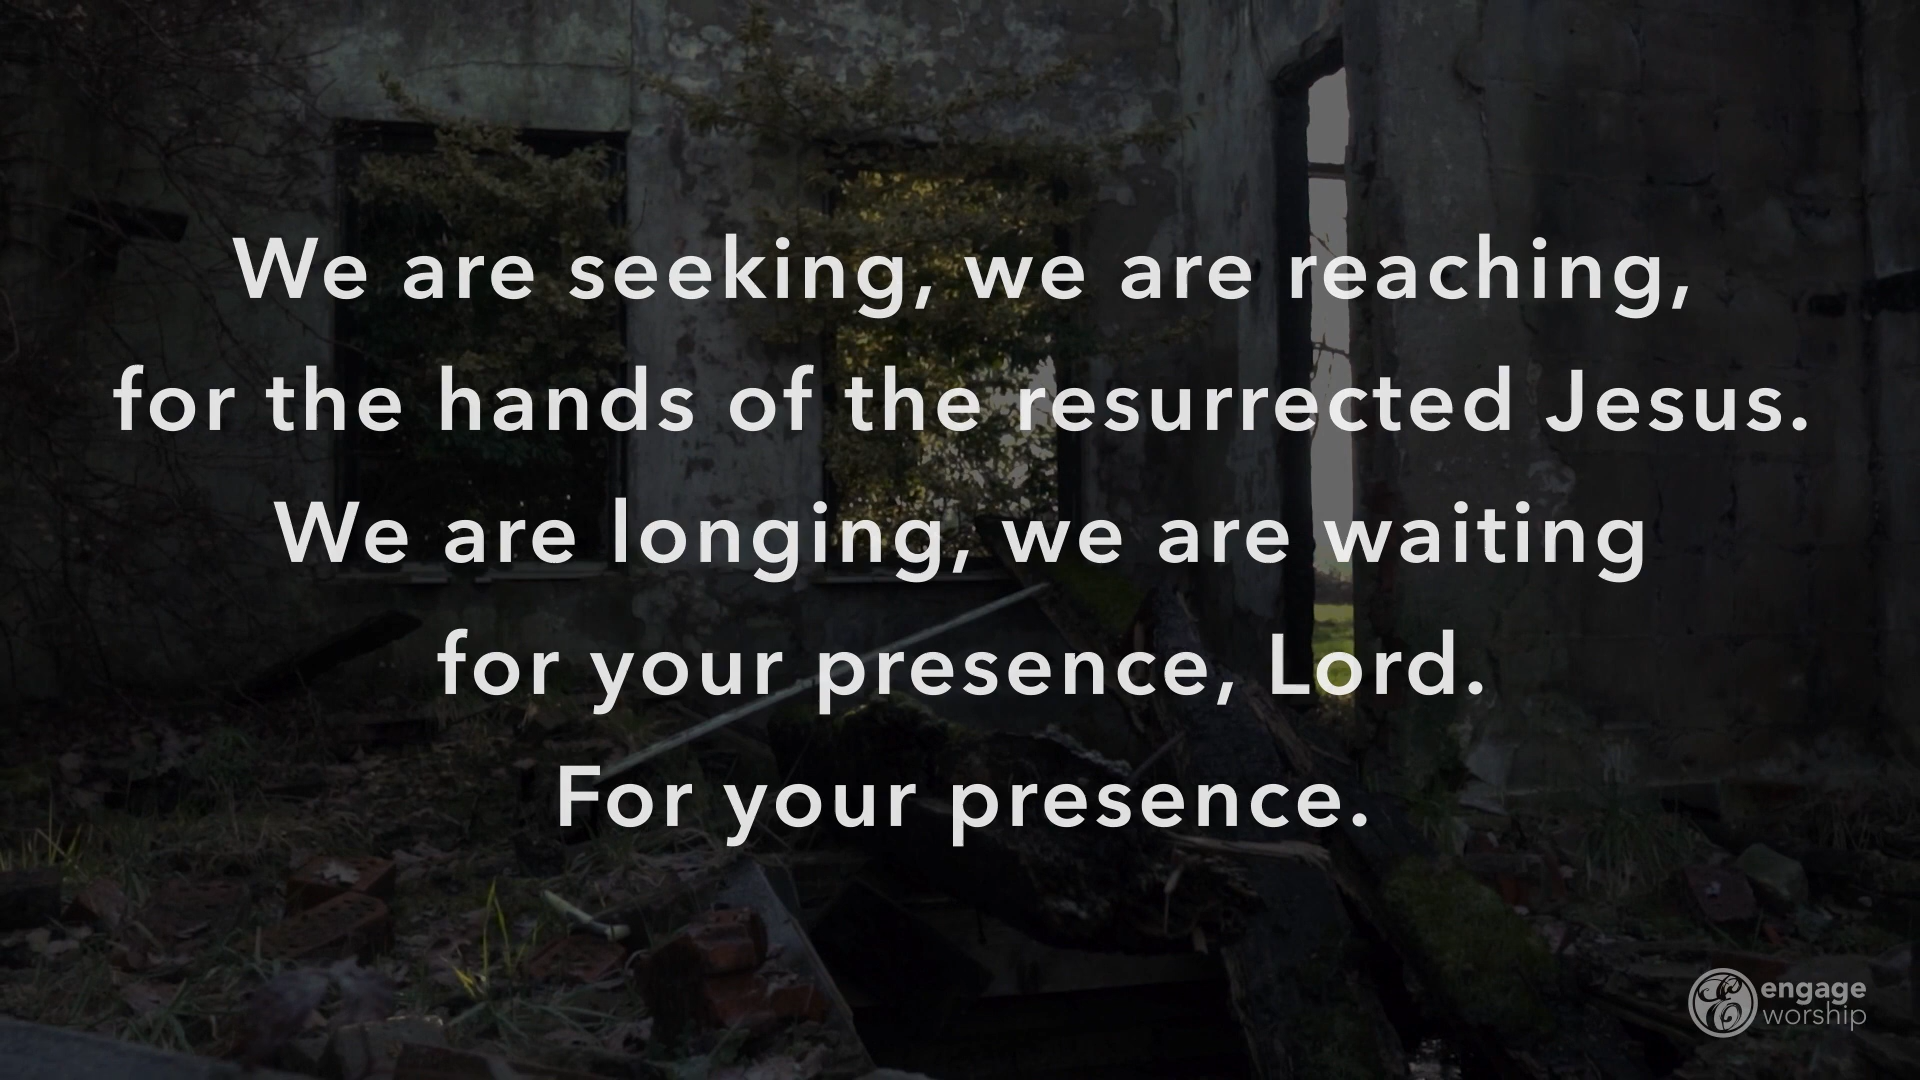 We are seeking, we are reaching,
for the hands of the resurrected Jesus.
We are longing, we are waiting
for your presence, Lord.
For your presence.
engage
worship